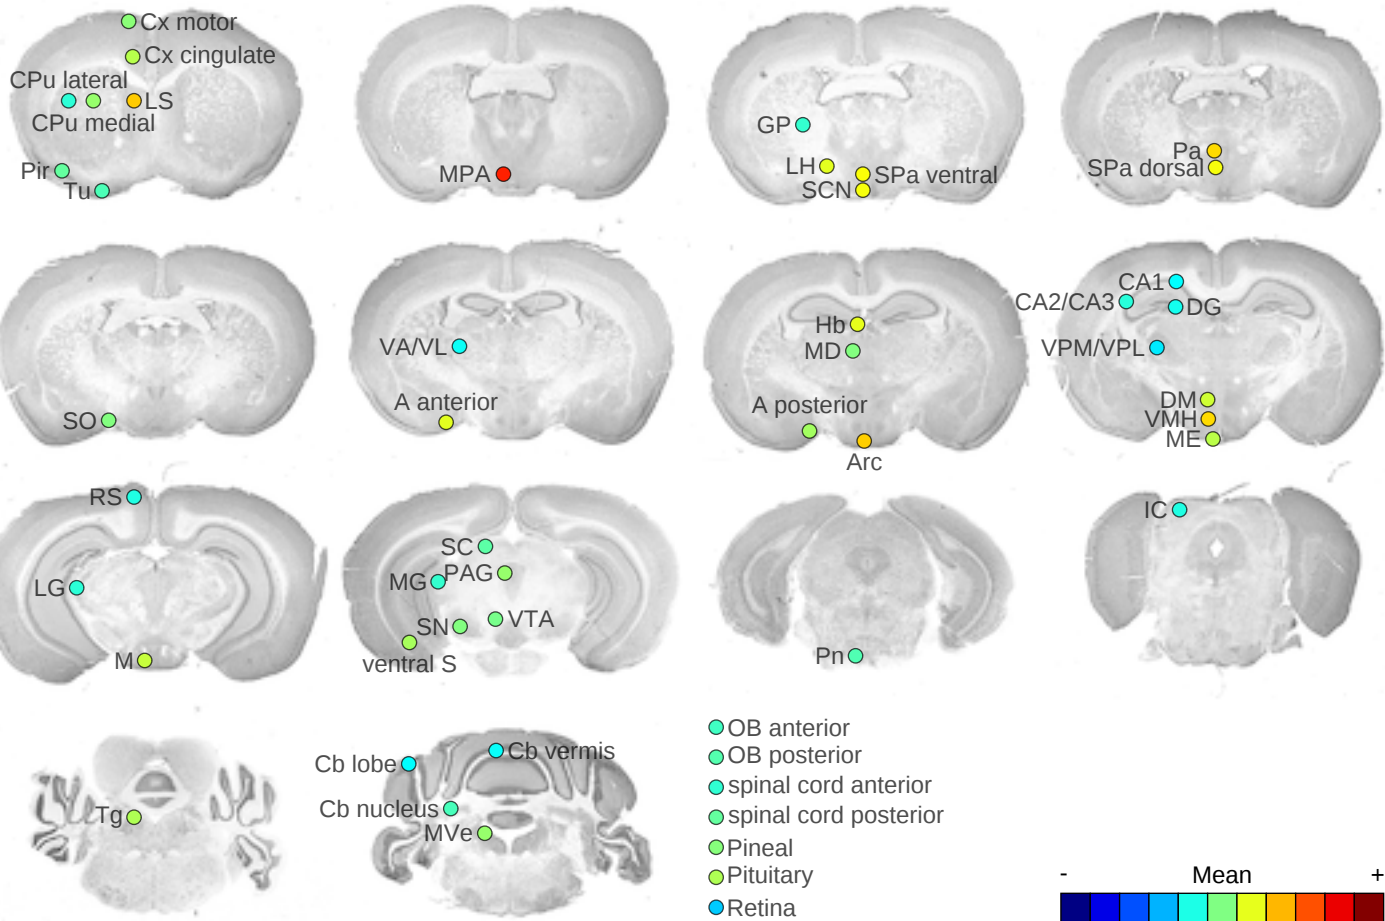 Cx motor
Cx cingulate
CPu lateral
LS
CPu medial
Pir
Tu
MPA
GP
LH
SPa ventral
SCN
Pa
SPa dorsal
SO
VA/VL
A anterior
Hb
MD
A posterior
Arc
CA1
CA2/CA3
DG
VPM/VPL
DM
VMH
ME
RS
LG
M
SC
MG
PAG
SN
VTA
ventral S
Pn
IC
Tg
Cb lobe
Cb vermis
Cb nucleus
MVe
OB anterior
OB posterior
spinal cord anterior
spinal cord posterior
Pineal
Pituitary
Retina
- Mean +